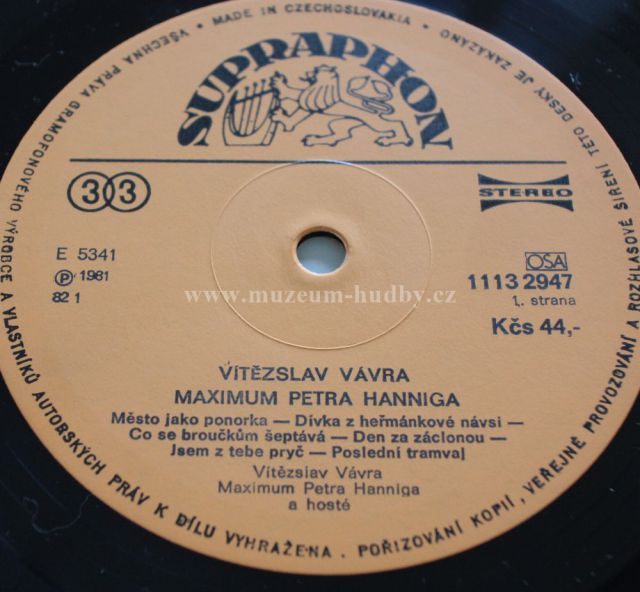 VŠECHNA PRÁVA GRAMOFONOVÉHO VÝROBCE A VLASTNÍKŮ AUTORSKÝCH PRÁV K DÍLU VYHRAŽENA . POŘIZOVÁNÍ KOPIÍ, VEŘEJNÉ PROVOZOVÁNÍ A ROZHLASOVÉ ŠÍŘENÍ TÉTO DESKY JE ZAKÁZÁNO
• MADE IN CZECHOSLOVAKIA •
SUPRAPHON
33
STEREO
E 5341
Ⓟ 1981
82 1
OSA
1113 2947
1. strana
Kčs 44,-
www.muzeum-hudby.cz
VÍTĚZSLAV VÁVRA
MAXIMUM PETRA HANNIGA
Město jako ponorka — Dívka z heřmánkové návsi —
Co se broučkům šeptává — Den za záclonou —
Jsem z tebe pryč — Poslední tramvaj
Vítězslav Vávra
Maximum Petra Hanniga
a hosté